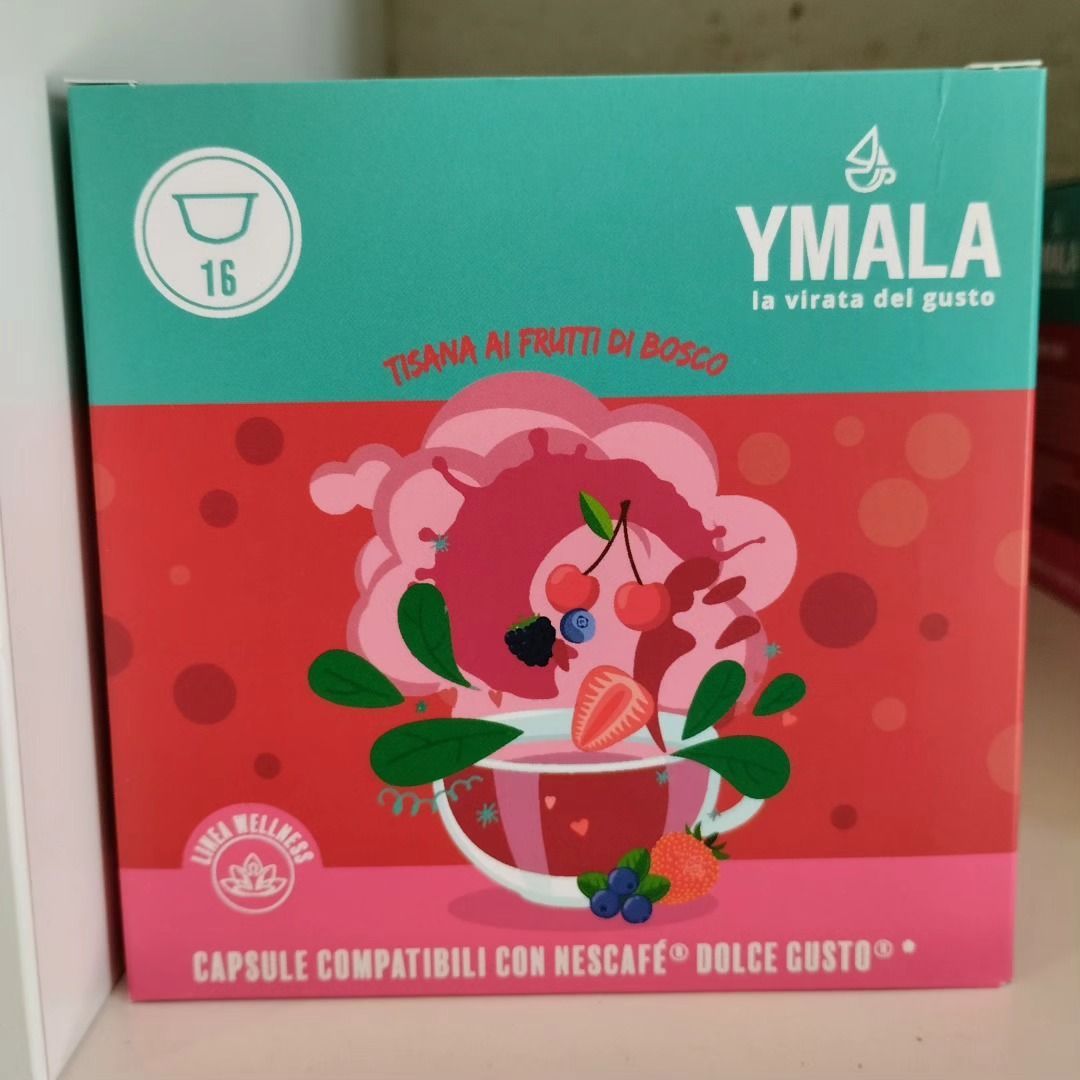 16
YMALA
la virata del gusto
TISANA AI FRUTTI DI BOSCO
LINEA WELLNESS
CAPSULE COMPATIBILI CON NESCAFÉ® DOLCE GUSTO® *